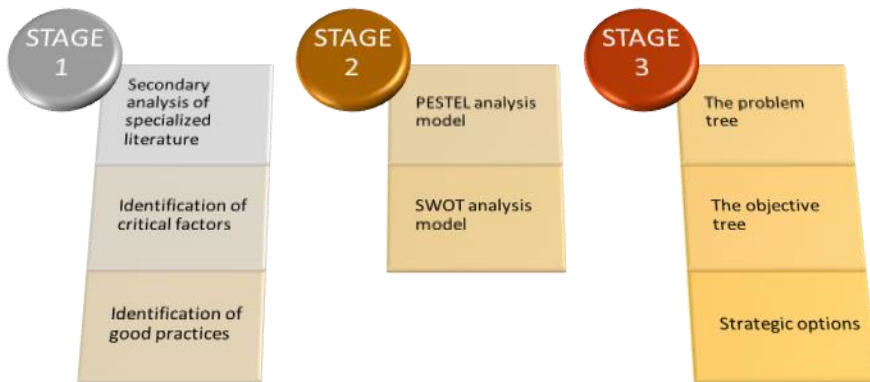 STAGE
1
Secondary
analysis of
specialized
literature
Identification of
critical factors
Identification of
good practices
STAGE
2
PESTEL analysis
model
SWOT analysis
model
STAGE
3
The problem
tree
The objective
tree
Strategic options